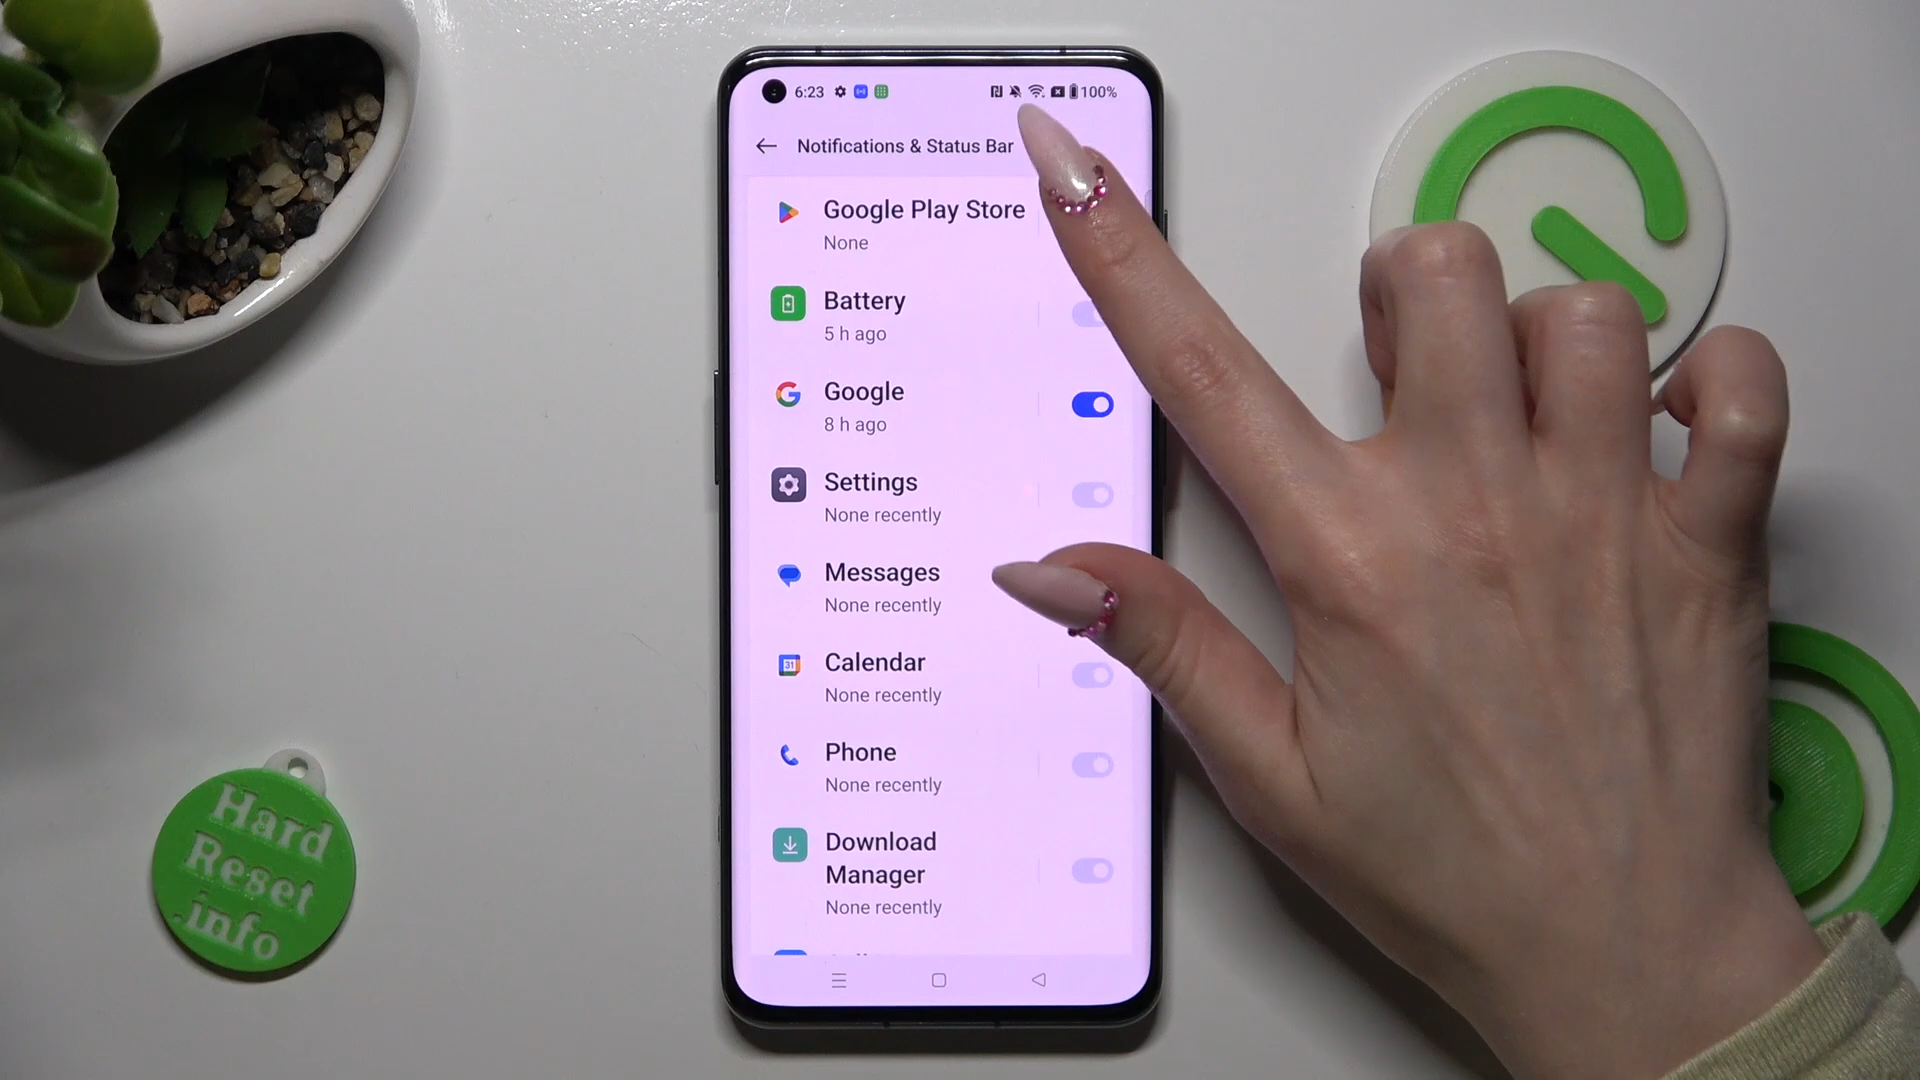 6:23
100%
Notifications & Status Bar
Google Play Store
None
Battery
5 h ago
Google
8 h ago
Settings
None recently
Messages
None recently
31
Calendar
None recently
Phone
None recently
Download
Manager
None recently
Hard
Reset
.info